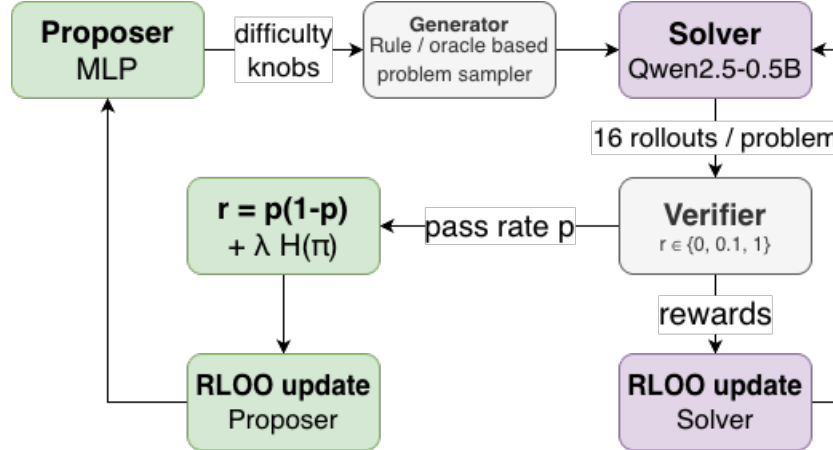 Proposer
MLP
difficulty
knobs
Generator
Rule / oracle based
problem sampler
Solver
Qwen2.5-0.5B
16 rollouts / problem
r = p(1-p)
+ λ H(π)
pass rate p
Verifier
r ∈ {0, 0.1, 1}
rewards
RLOO update
Proposer
RLOO update
Solver